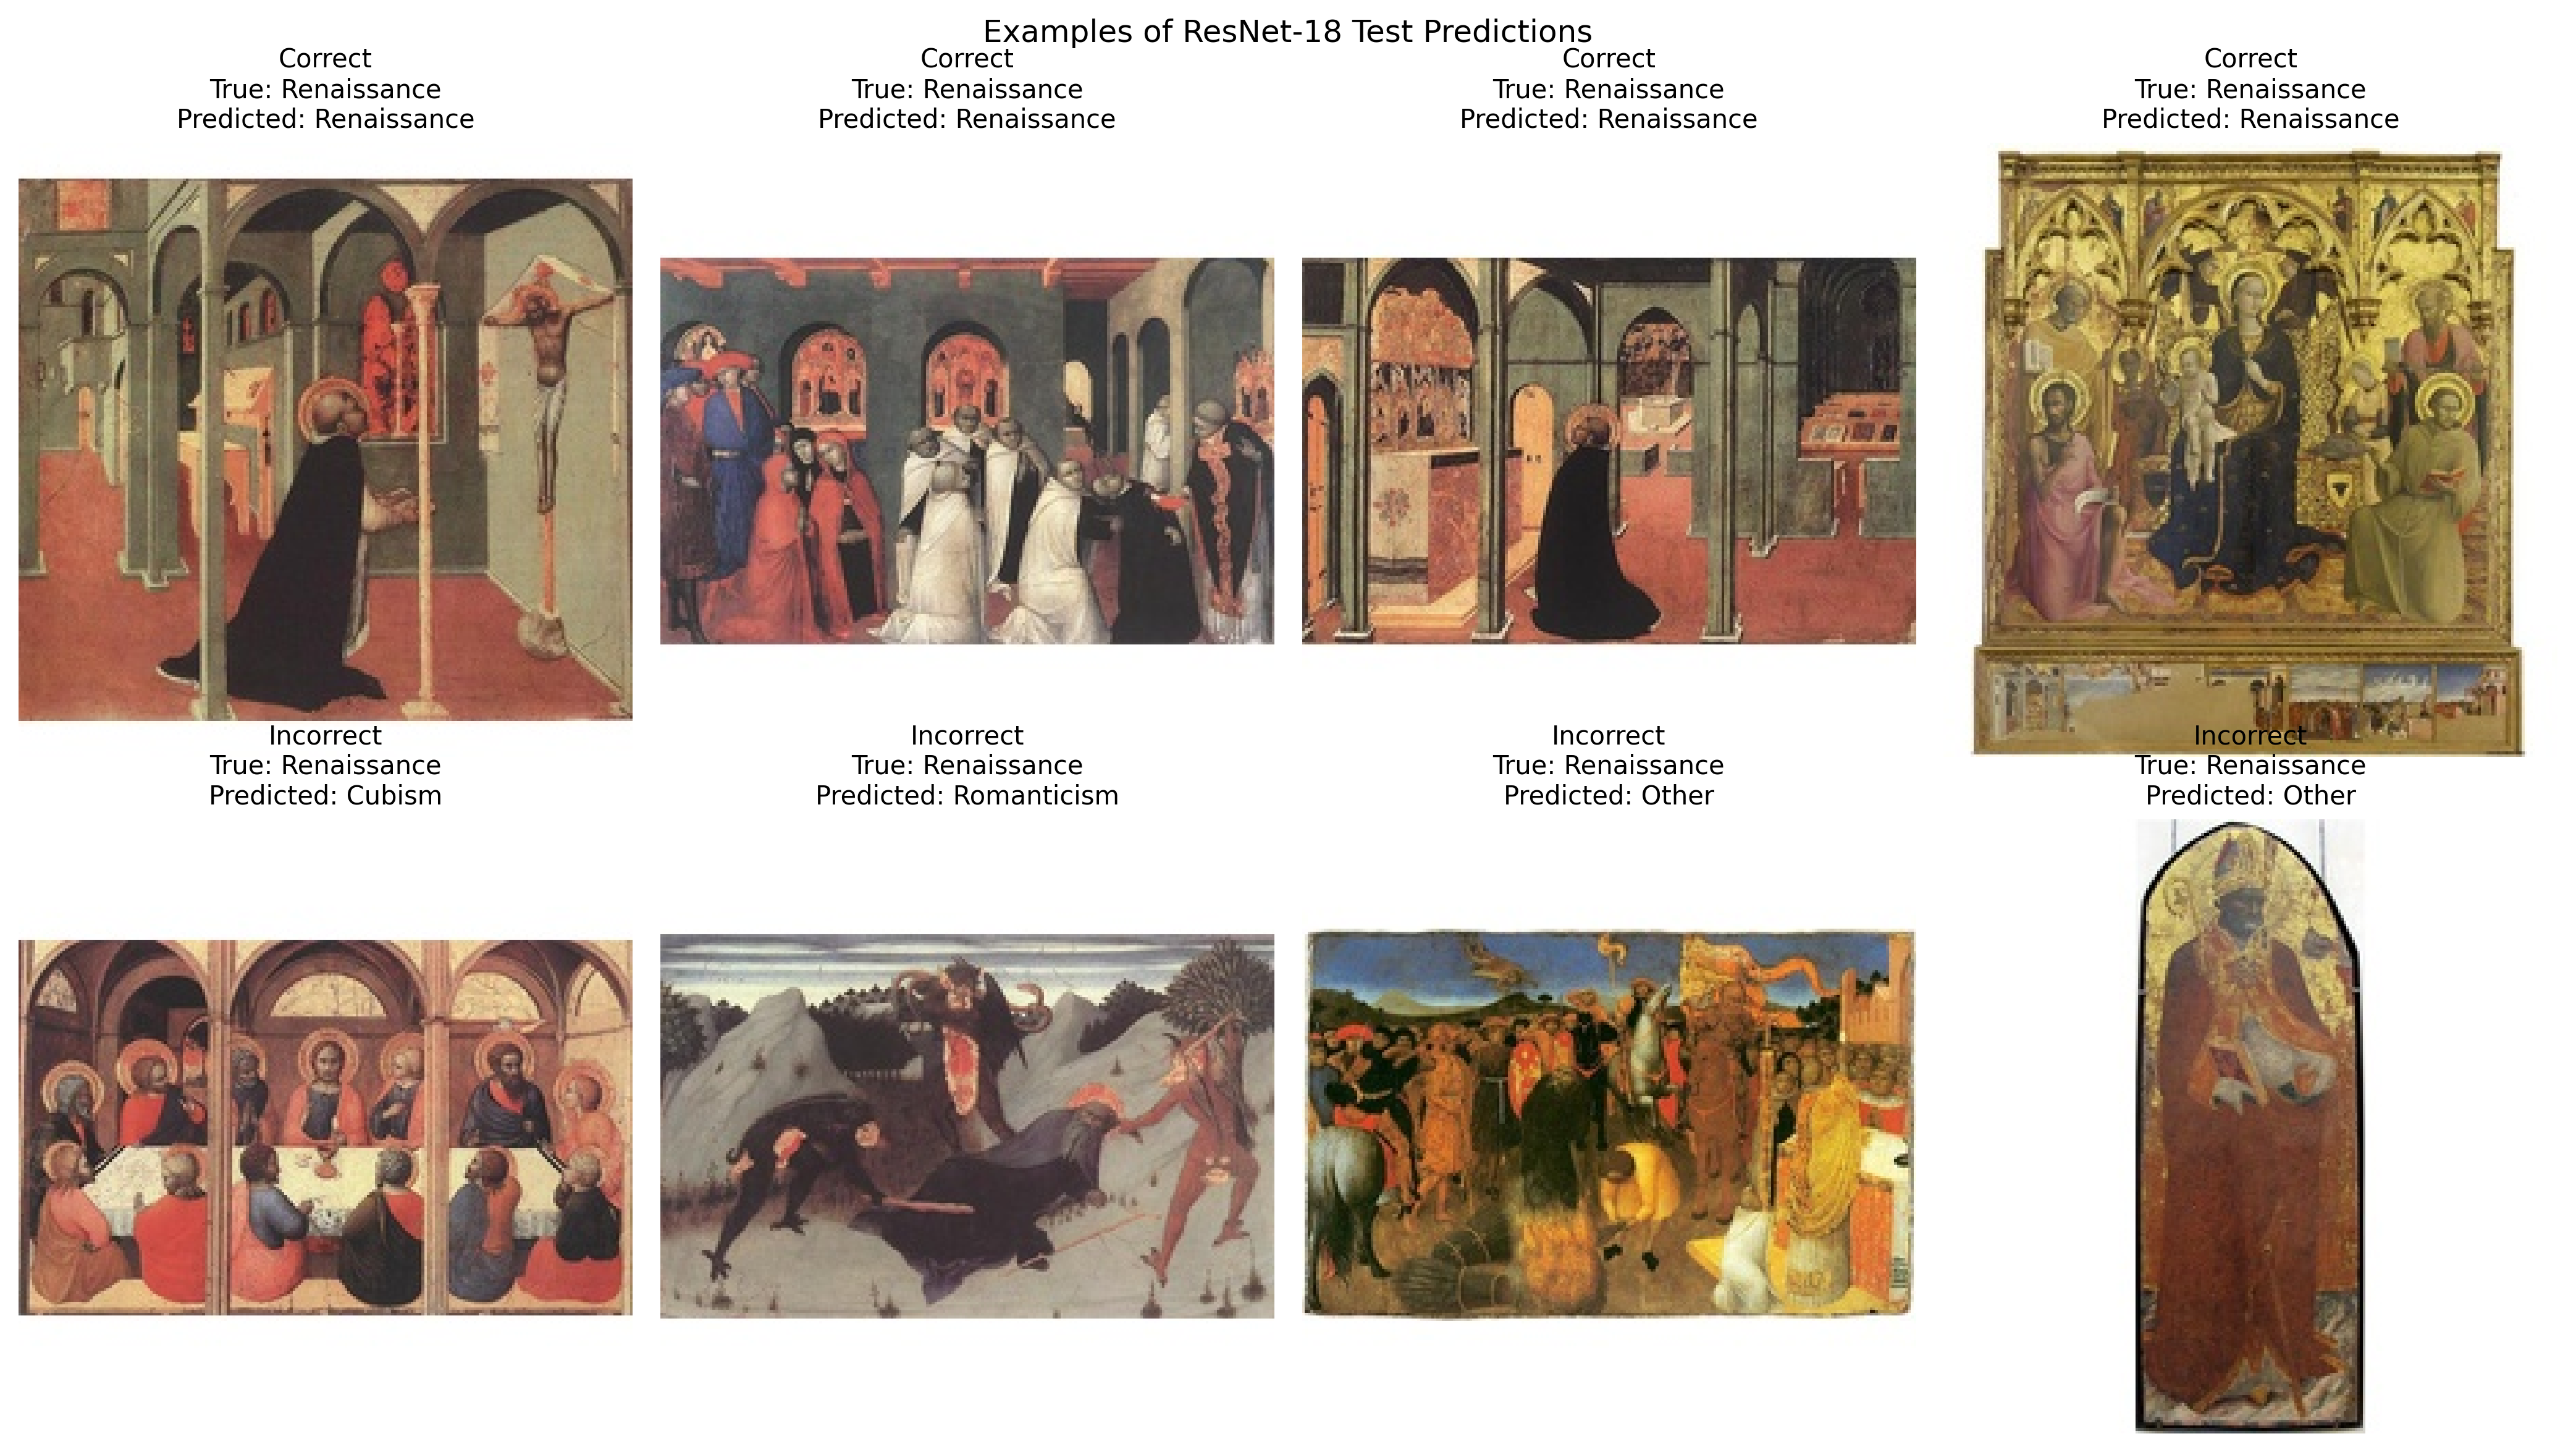 Examples of ResNet-18 Test Predictions
Correct
True: Renaissance
Predicted: Renaissance
Correct
True: Renaissance
Predicted: Renaissance
Correct
True: Renaissance
Predicted: Renaissance
Correct
True: Renaissance
Predicted: Renaissance
Incorrect
True: Renaissance
Predicted: Cubism
Incorrect
True: Renaissance
Predicted: Romanticism
Incorrect
True: Renaissance
Predicted: Other
Incorrect
True: Renaissance
Predicted: Other